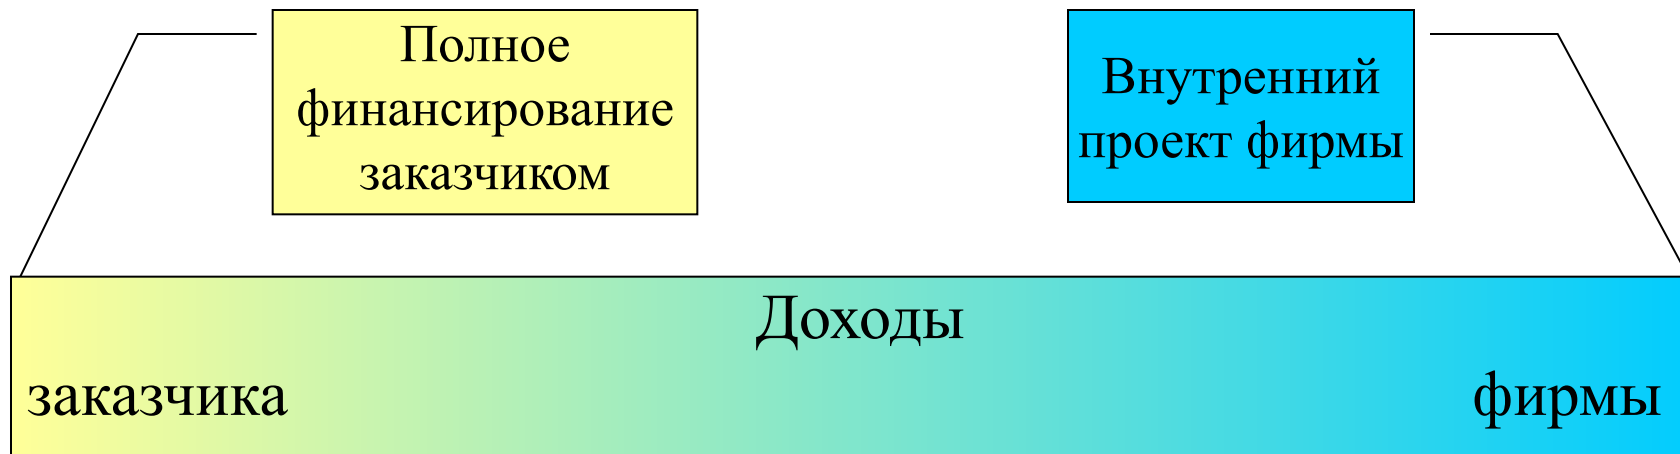 Полное
финансирование
заказчиком
Внутренний
проект фирмы
Доходы
заказчика
фирмы